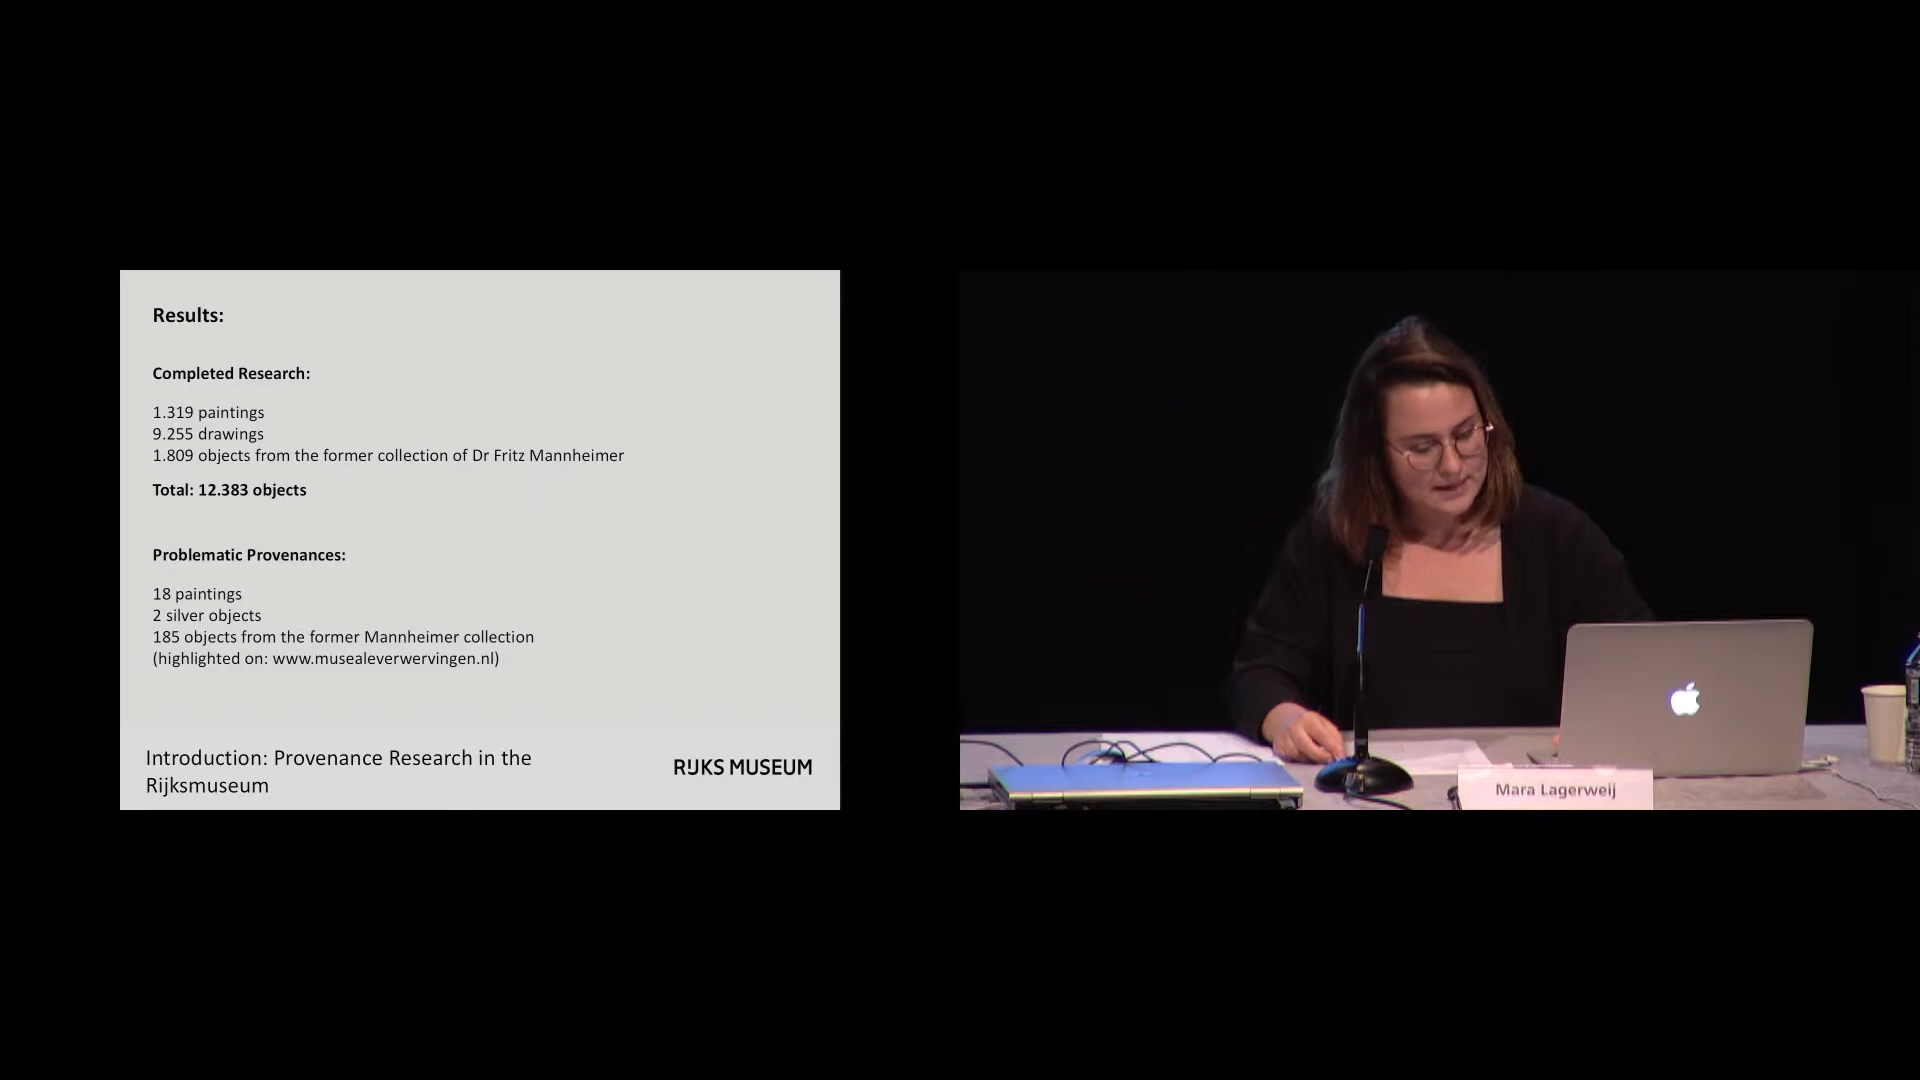 Results:
Completed Research:
1.319 paintings
9.255 drawings
1.809 objects from the former collection of Dr Fritz Mannheimer
Total: 12.383 objects
Problematic Provenances:
18 paintings
2 silver objects
185 objects from the former Mannheimer collection
(highlighted on: www.musealeverwervingen.nl)
Introduction: Provenance Research in the
Rijksmuseum
RIJKS MUSEUM
Mara Lagerweij